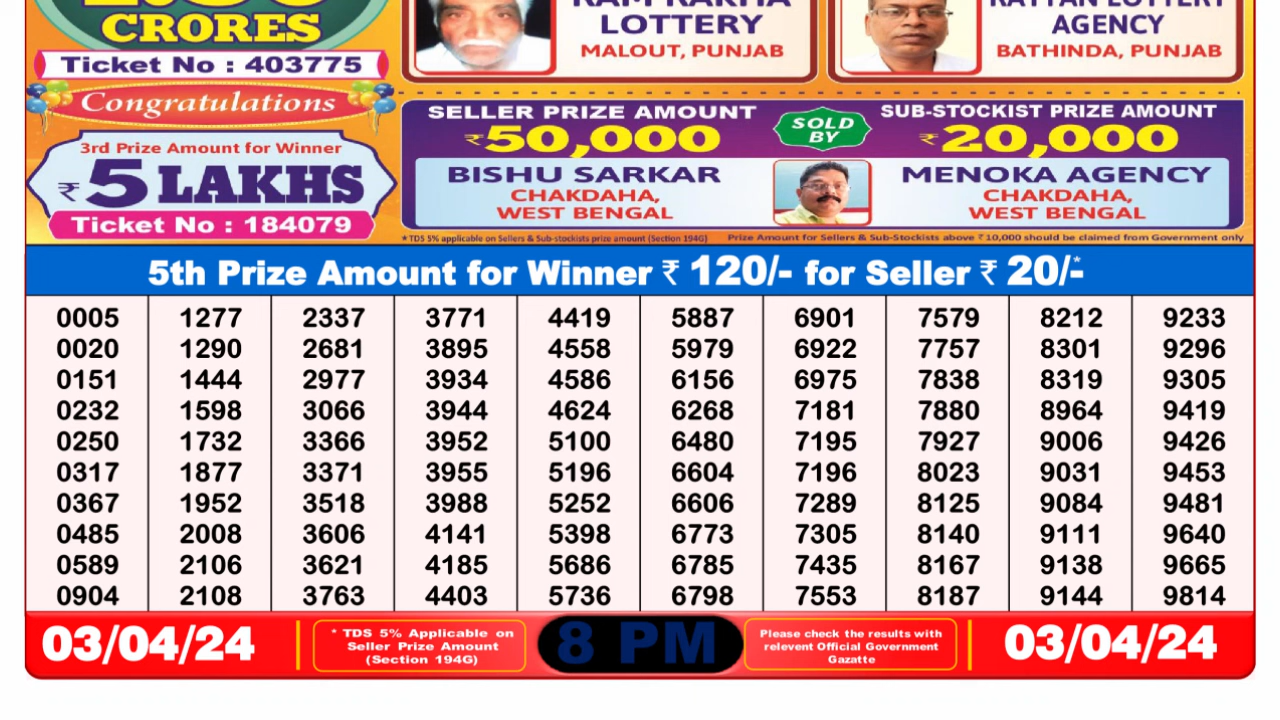 CRORES
Ticket No : 403775
LOTTERY
MALOUT, PUNJAB
AGENCY
BATHINDA, PUNJAB
Congratulations
3rd Prize Amount for Winner
₹ 5 LAKHS
Ticket No : 184079
SELLER PRIZE AMOUNT
₹50,000
SOLD
BY
SUB-STOCKIST PRIZE AMOUNT
₹20,000
BISHU SARKAR
CHAKDAHA,
WEST BENGAL
MENOKA AGENCY
CHAKDAHA,
WEST BENGAL
* TDS 5% applicable on Sellers & Sub-stockists prize amount (Section 194G)
Prize Amount for Sellers & Sub-Stockists above ₹10,000 should be claimed from Government only
5th Prize Amount for Winner ₹ 120/- for Seller ₹ 20/-*
0005 1277 2337 3771 4419 5887 6901 7579 8212 9233
0020 1290 2681 3895 4558 5979 6922 7757 8301 9296
0151 1444 2977 3934 4586 6156 6975 7838 8319 9305
0232 1598 3066 3944 4624 6268 7181 7880 8964 9419
0250 1732 3366 3952 5100 6480 7195 7927 9006 9426
0317 1877 3371 3955 5196 6604 7196 8023 9031 9453
0367 1952 3518 3988 5252 6606 7289 8125 9084 9481
0485 2008 3606 4141 5398 6773 7305 8140 9111 9640
0589 2106 3621 4185 5686 6785 7435 8167 9138 9665
0904 2108 3763 4403 5736 6798 7553 8187 9144 9814
03/04/24
* TDS 5% Applicable on
Seller Prize Amount
(Section 194G)
8 PM
Please check the results with
relevent Official Government
Gazatte
03/04/24